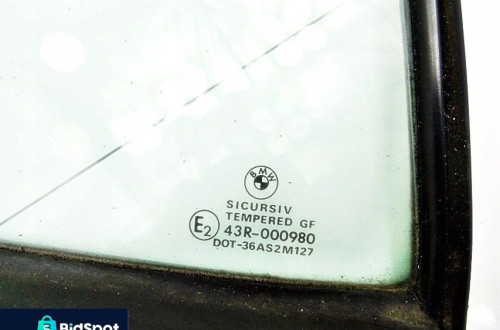 BMW
SICURSIV
TEMPERED GF
E2 43R-000980
DOT-36AS2M127
S
BidSpot